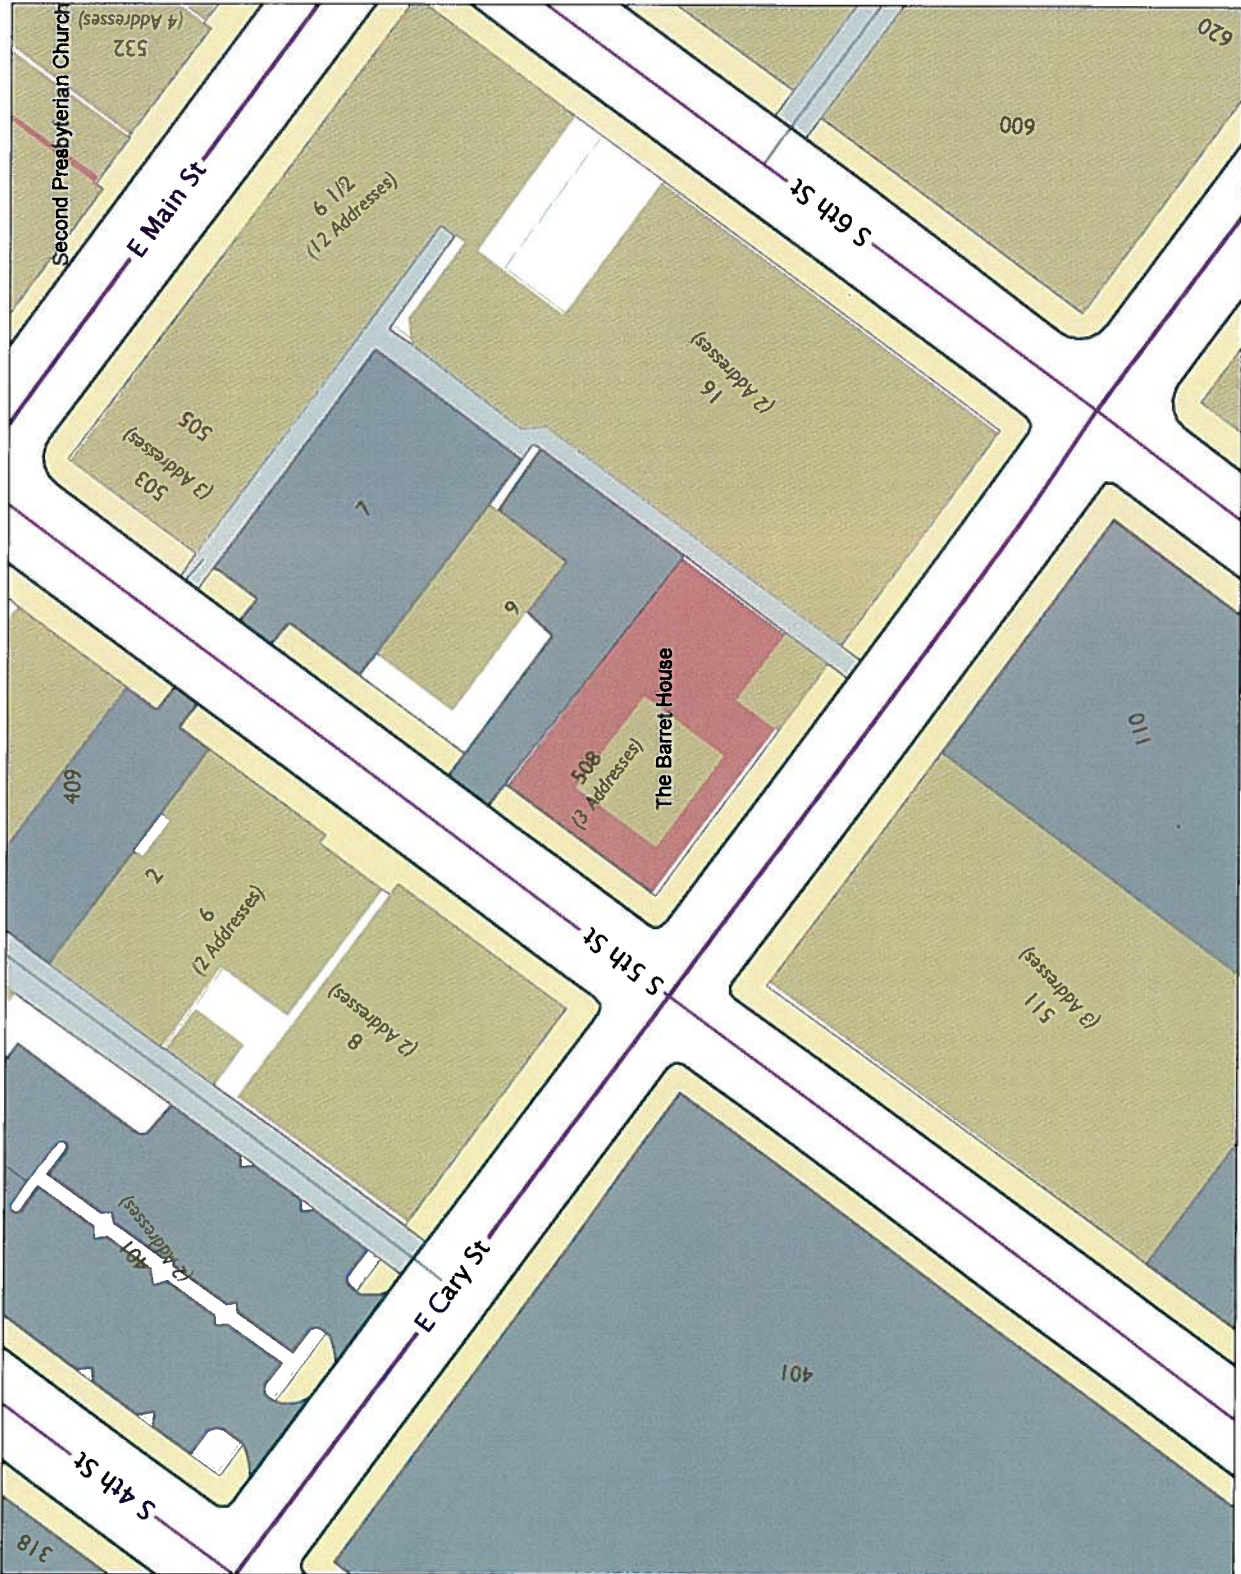 Second Presbyterian Church
532
(4 Addresses)
620
600
E Main St
6 1/2
(12 Addresses)
S 6th St
505
503
(3 Addresses)
16
(2 Addresses)
7
9
409
2
6
(2 Addresses)
508
(3 Addresses)
The Barret House
110
S 5th St
8
(2 Addresses)
511
(3 Addresses)
401
(2 Addresses)
E Cary St
401
S 4th St
318